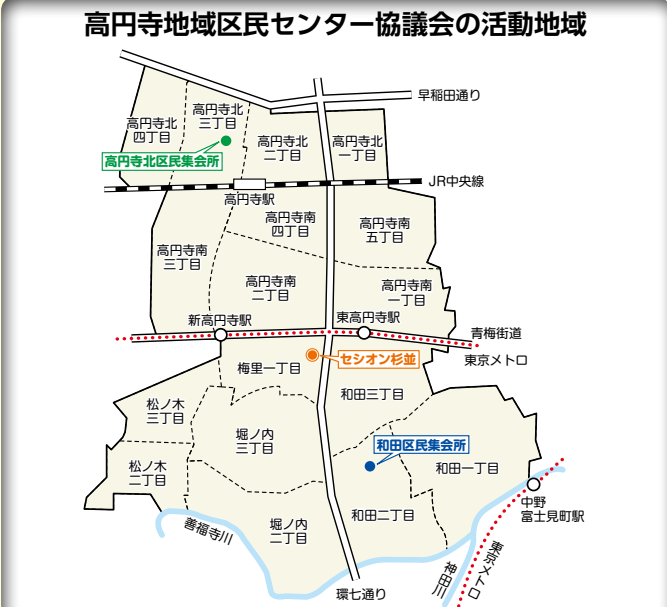 高円寺地域区民センター協議会の活動地域
早稲田通り
高円寺北
四丁目
高円寺北
三丁目
高円寺北
二丁目
高円寺北
一丁目
高円寺北区民集会所
JR中央線
高円寺駅
高円寺南
四丁目
高円寺南
五丁目
高円寺南
三丁目
高円寺南
二丁目
高円寺南
一丁目
新高円寺駅
東高円寺駅
青梅街道
東京メトロ
セシオン杉並
梅里一丁目
和田三丁目
松ノ木
三丁目
堀ノ内
三丁目
和田区民集会所
松ノ木
二丁目
和田一丁目
中野
富士見町駅
和田二丁目
堀ノ内
二丁目
善福寺川
東京メトロ
神田川
環七通り